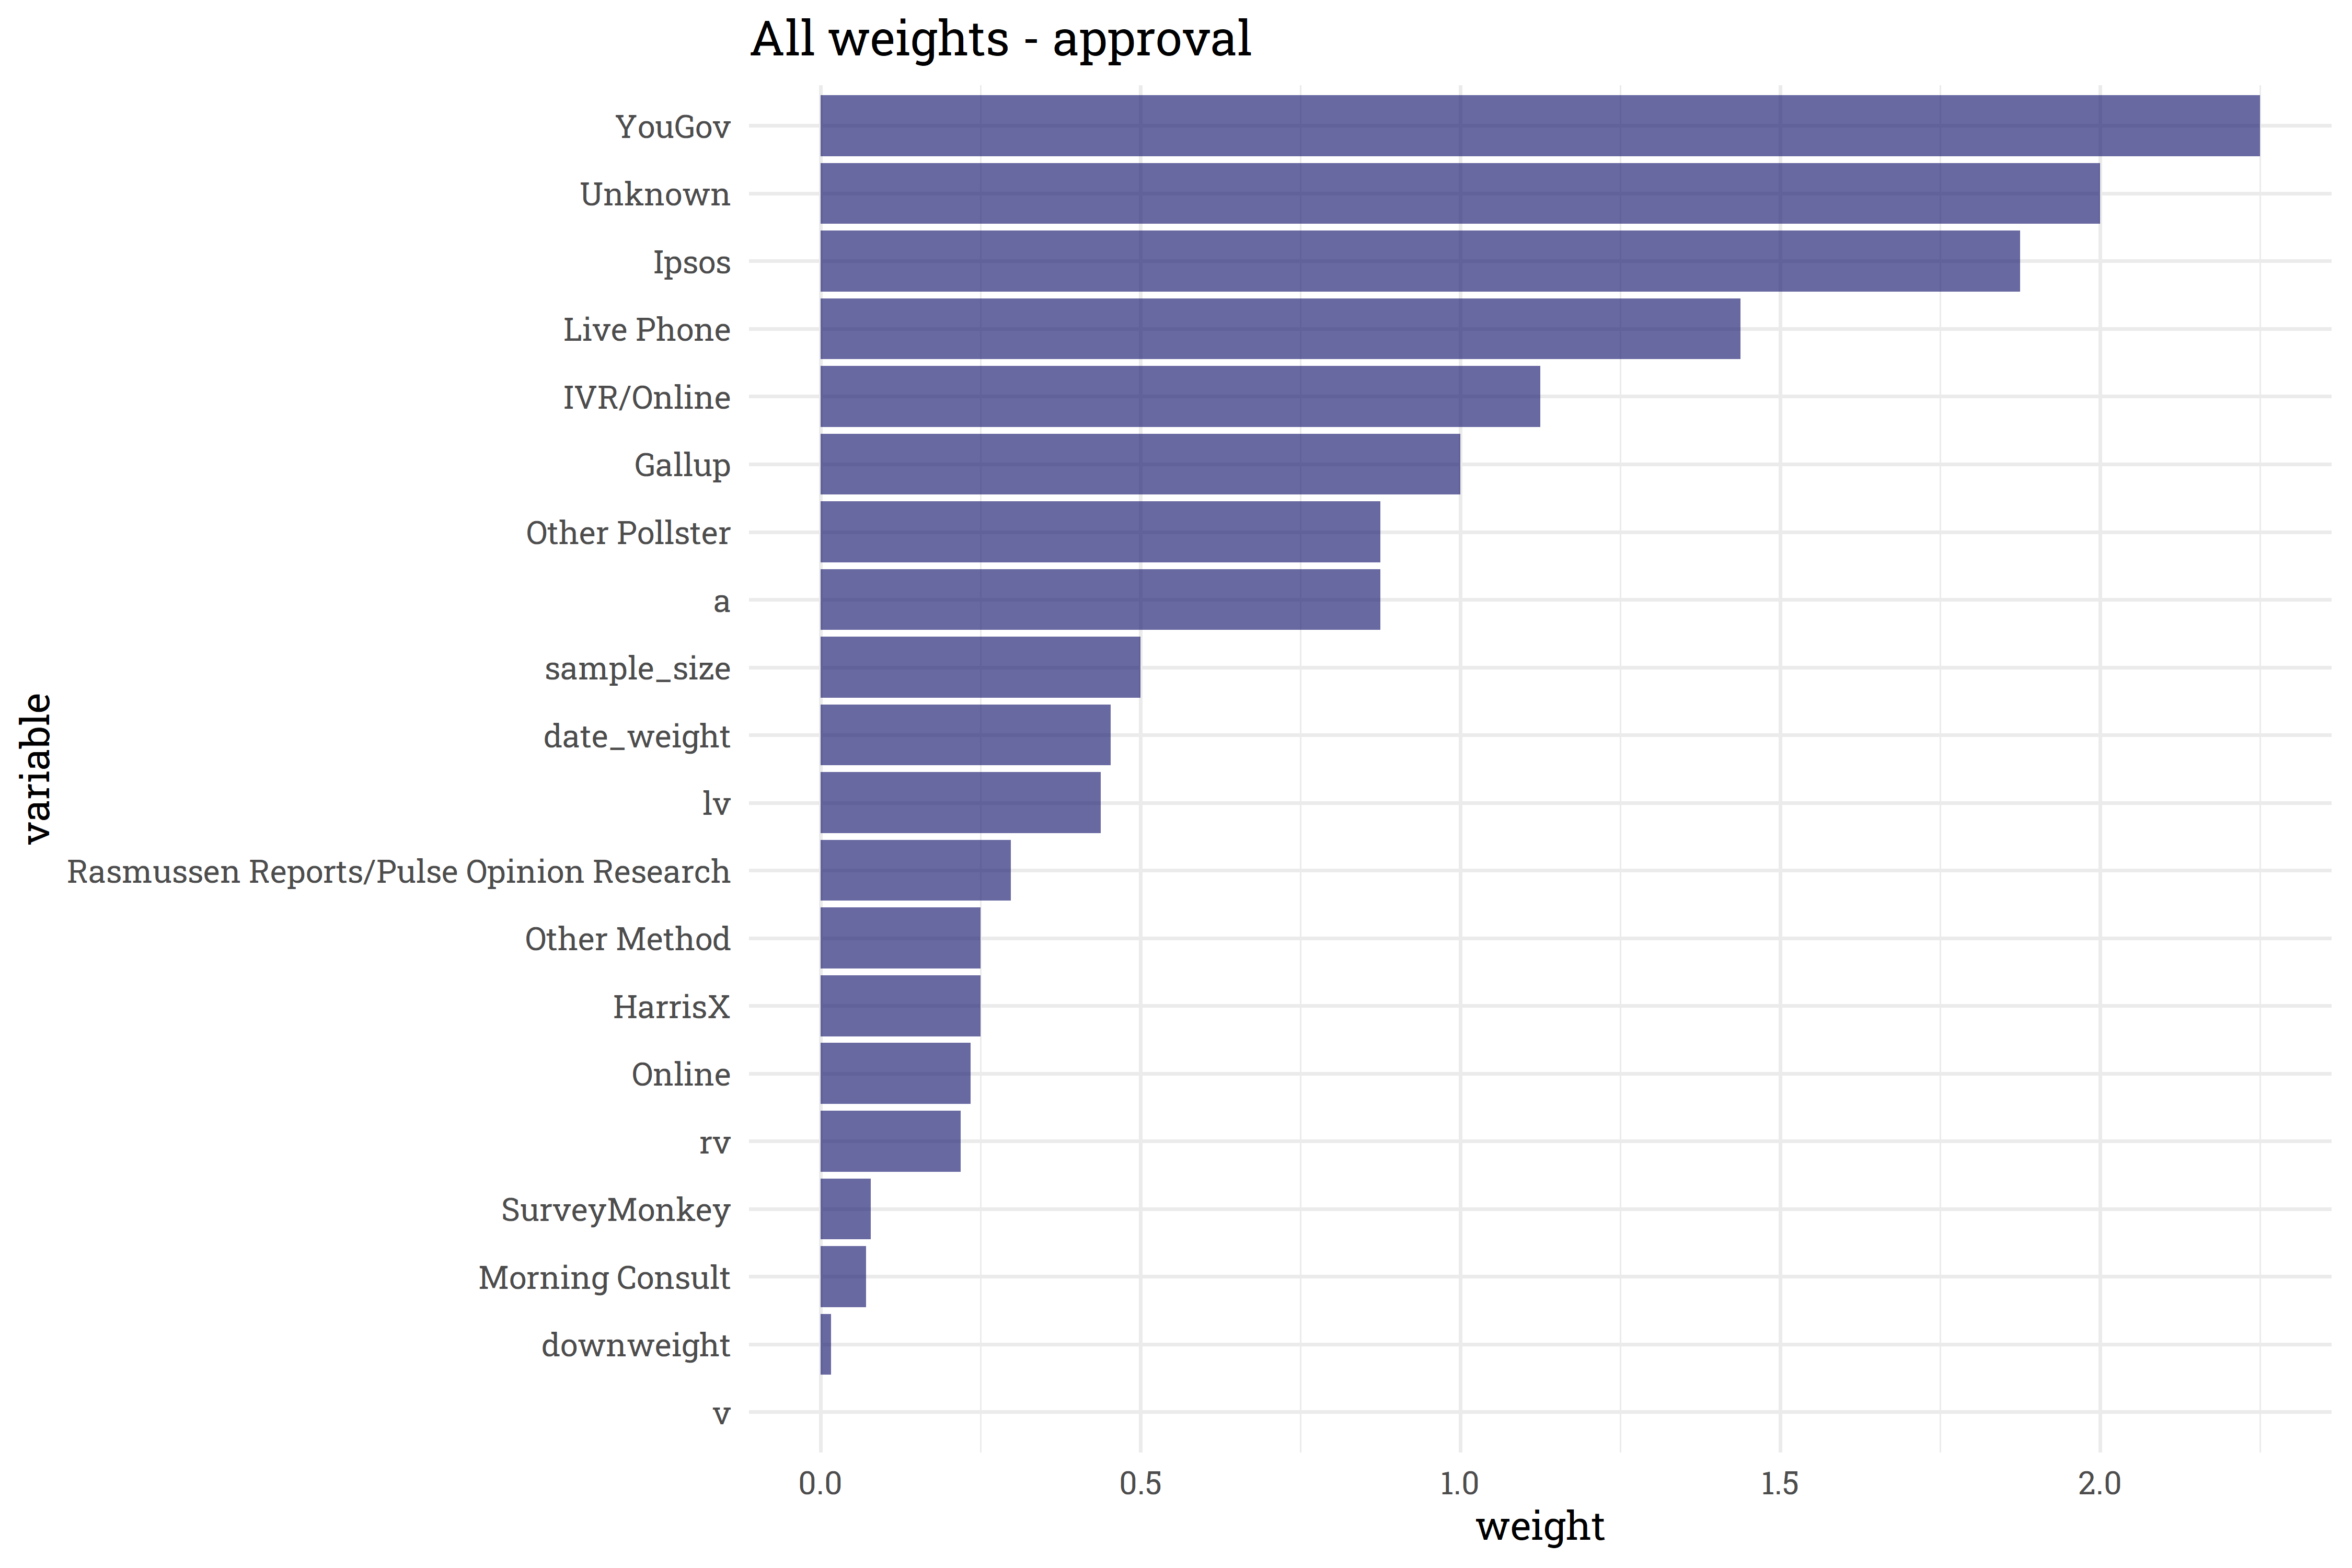 All weights - approval
YouGov
Unknown
Ipsos
Live Phone
IVR/Online
Gallup
Other Pollster
a
sample_size
date_weight
lv
Rasmussen Reports/Pulse Opinion Research
Other Method
HarrisX
Online
rv
SurveyMonkey
Morning Consult
downweight
v
variable
0.0 0.5 1.0 1.5 2.0
weight